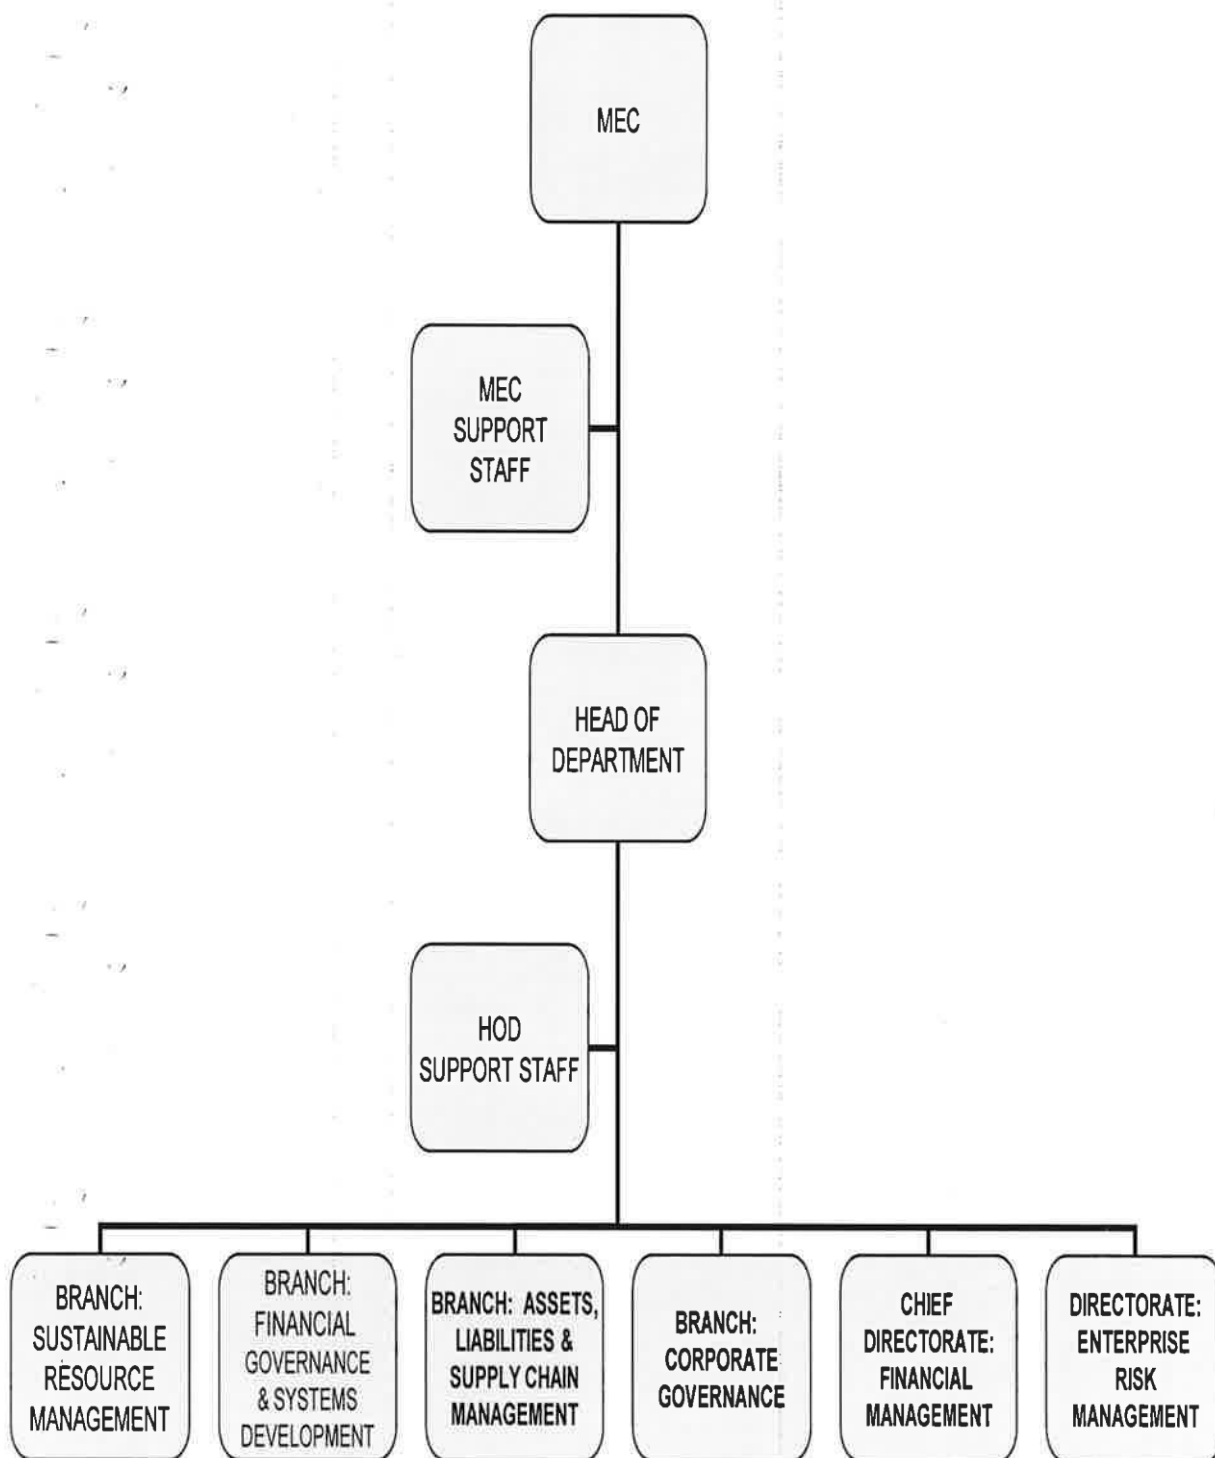 MEC
MEC
SUPPORT
STAFF
HEAD OF
DEPARTMENT
HOD
SUPPORT STAFF
BRANCH:
SUSTAINABLE
RESOURCE
MANAGEMENT
BRANCH:
FINANCIAL
GOVERNANCE
& SYSTEMS
DEVELOPMENT
BRANCH: ASSETS,
LIABILITIES &
SUPPLY CHAIN
MANAGEMENT
BRANCH:
CORPORATE
GOVERNANCE
CHIEF
DIRECTORATE:
FINANCIAL
MANAGEMENT
DIRECTORATE:
ENTERPRISE
RISK
MANAGEMENT